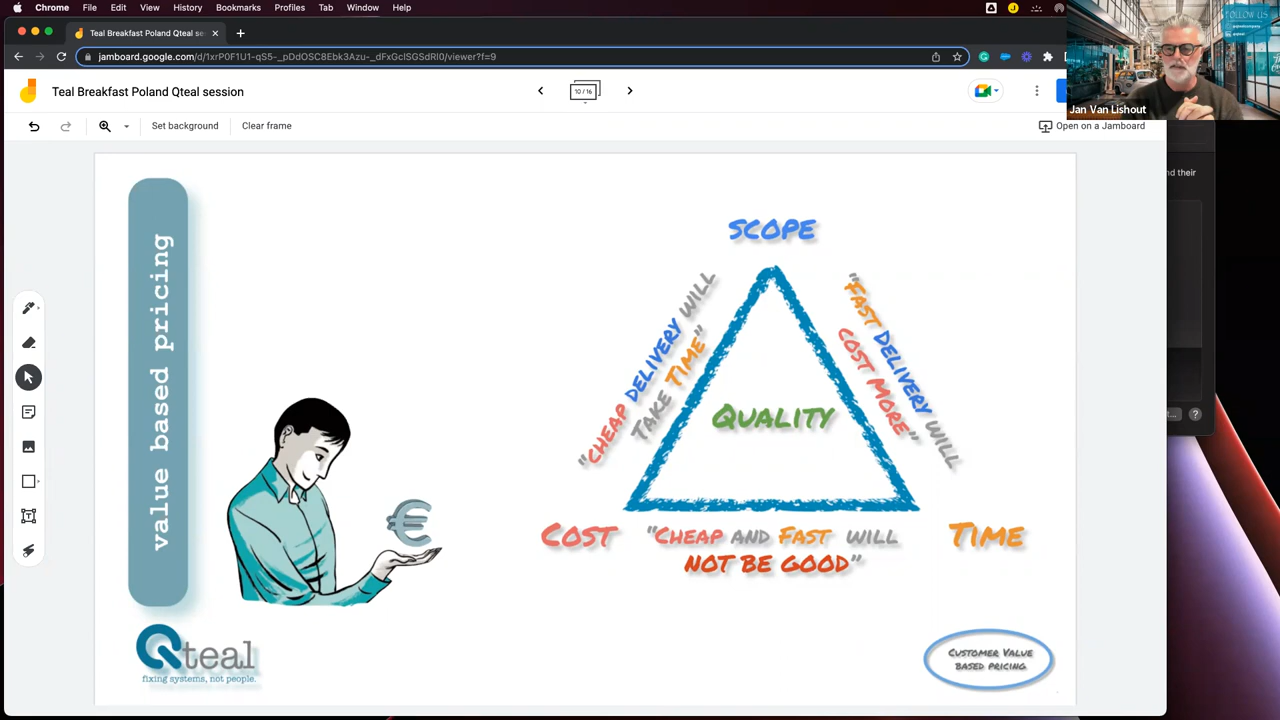 Chrome File Edit View History Bookmarks Profiles Tab Window Help
Teal Breakfast Poland Qteal se
jamboard.google.com/d/1xrP0F1U1-qS5-_pDdOSC8Ebk3Azu-_dFxGclSGSdRI0/viewer?f=9
FOLLOW US
Jan Van Lishout
Teal Breakfast Poland Qteal session
10 / 16
Set background Clear frame
Open on a Jamboard
nd their
value based pricing
SCOPE
"CHEAP DELIVERY WILL
TAKE TIME"
"FAST DELIVERY WILL
COST MORE"
QUALITY
€
COST
"CHEAP AND FAST WILL
NOT BE GOOD"
TIME
Qteal
fixing systems, not people.
CUSTOMER VALUE
BASED PRICING